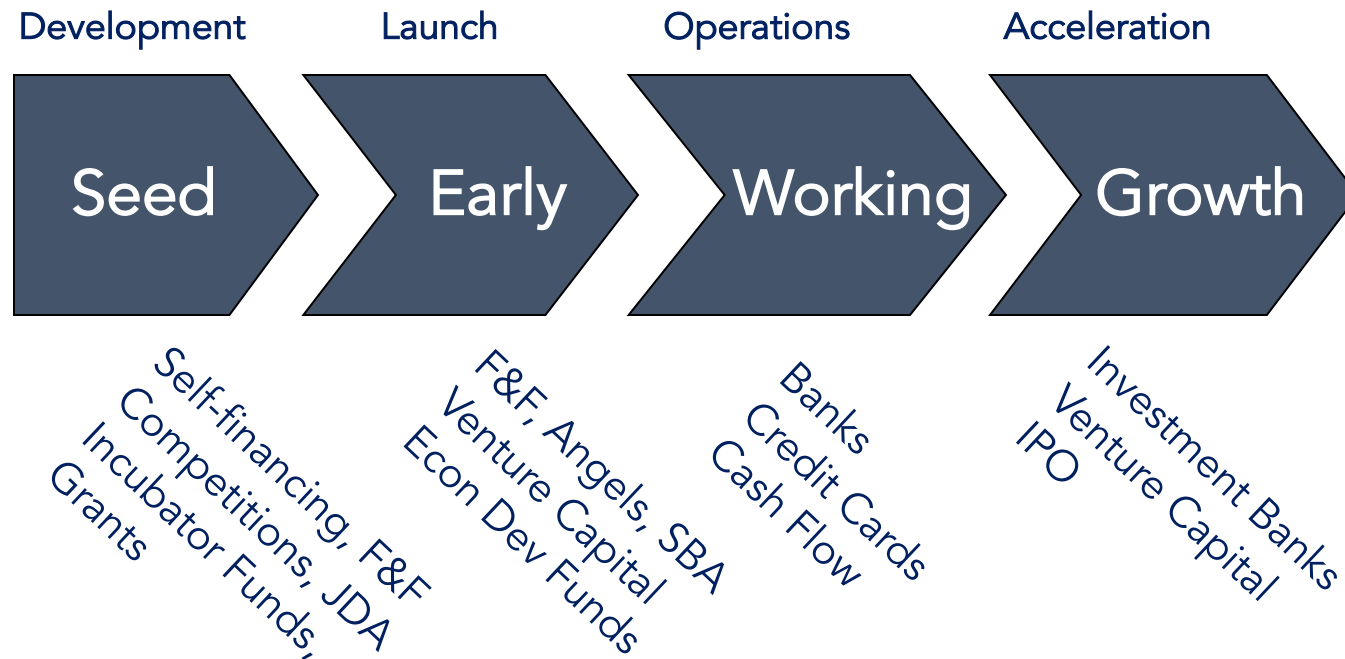 Development
Launch
Operations
Acceleration
Seed
Early
Working
Growth
Self-financing, F&F
Competitions, JDA
Incubator Funds,
Grants
F&F, Angels, SBA
Venture Capital
Econ Dev Funds
Banks
Credit Cards
Cash Flow
Investment Banks
Venture Capital
IPO